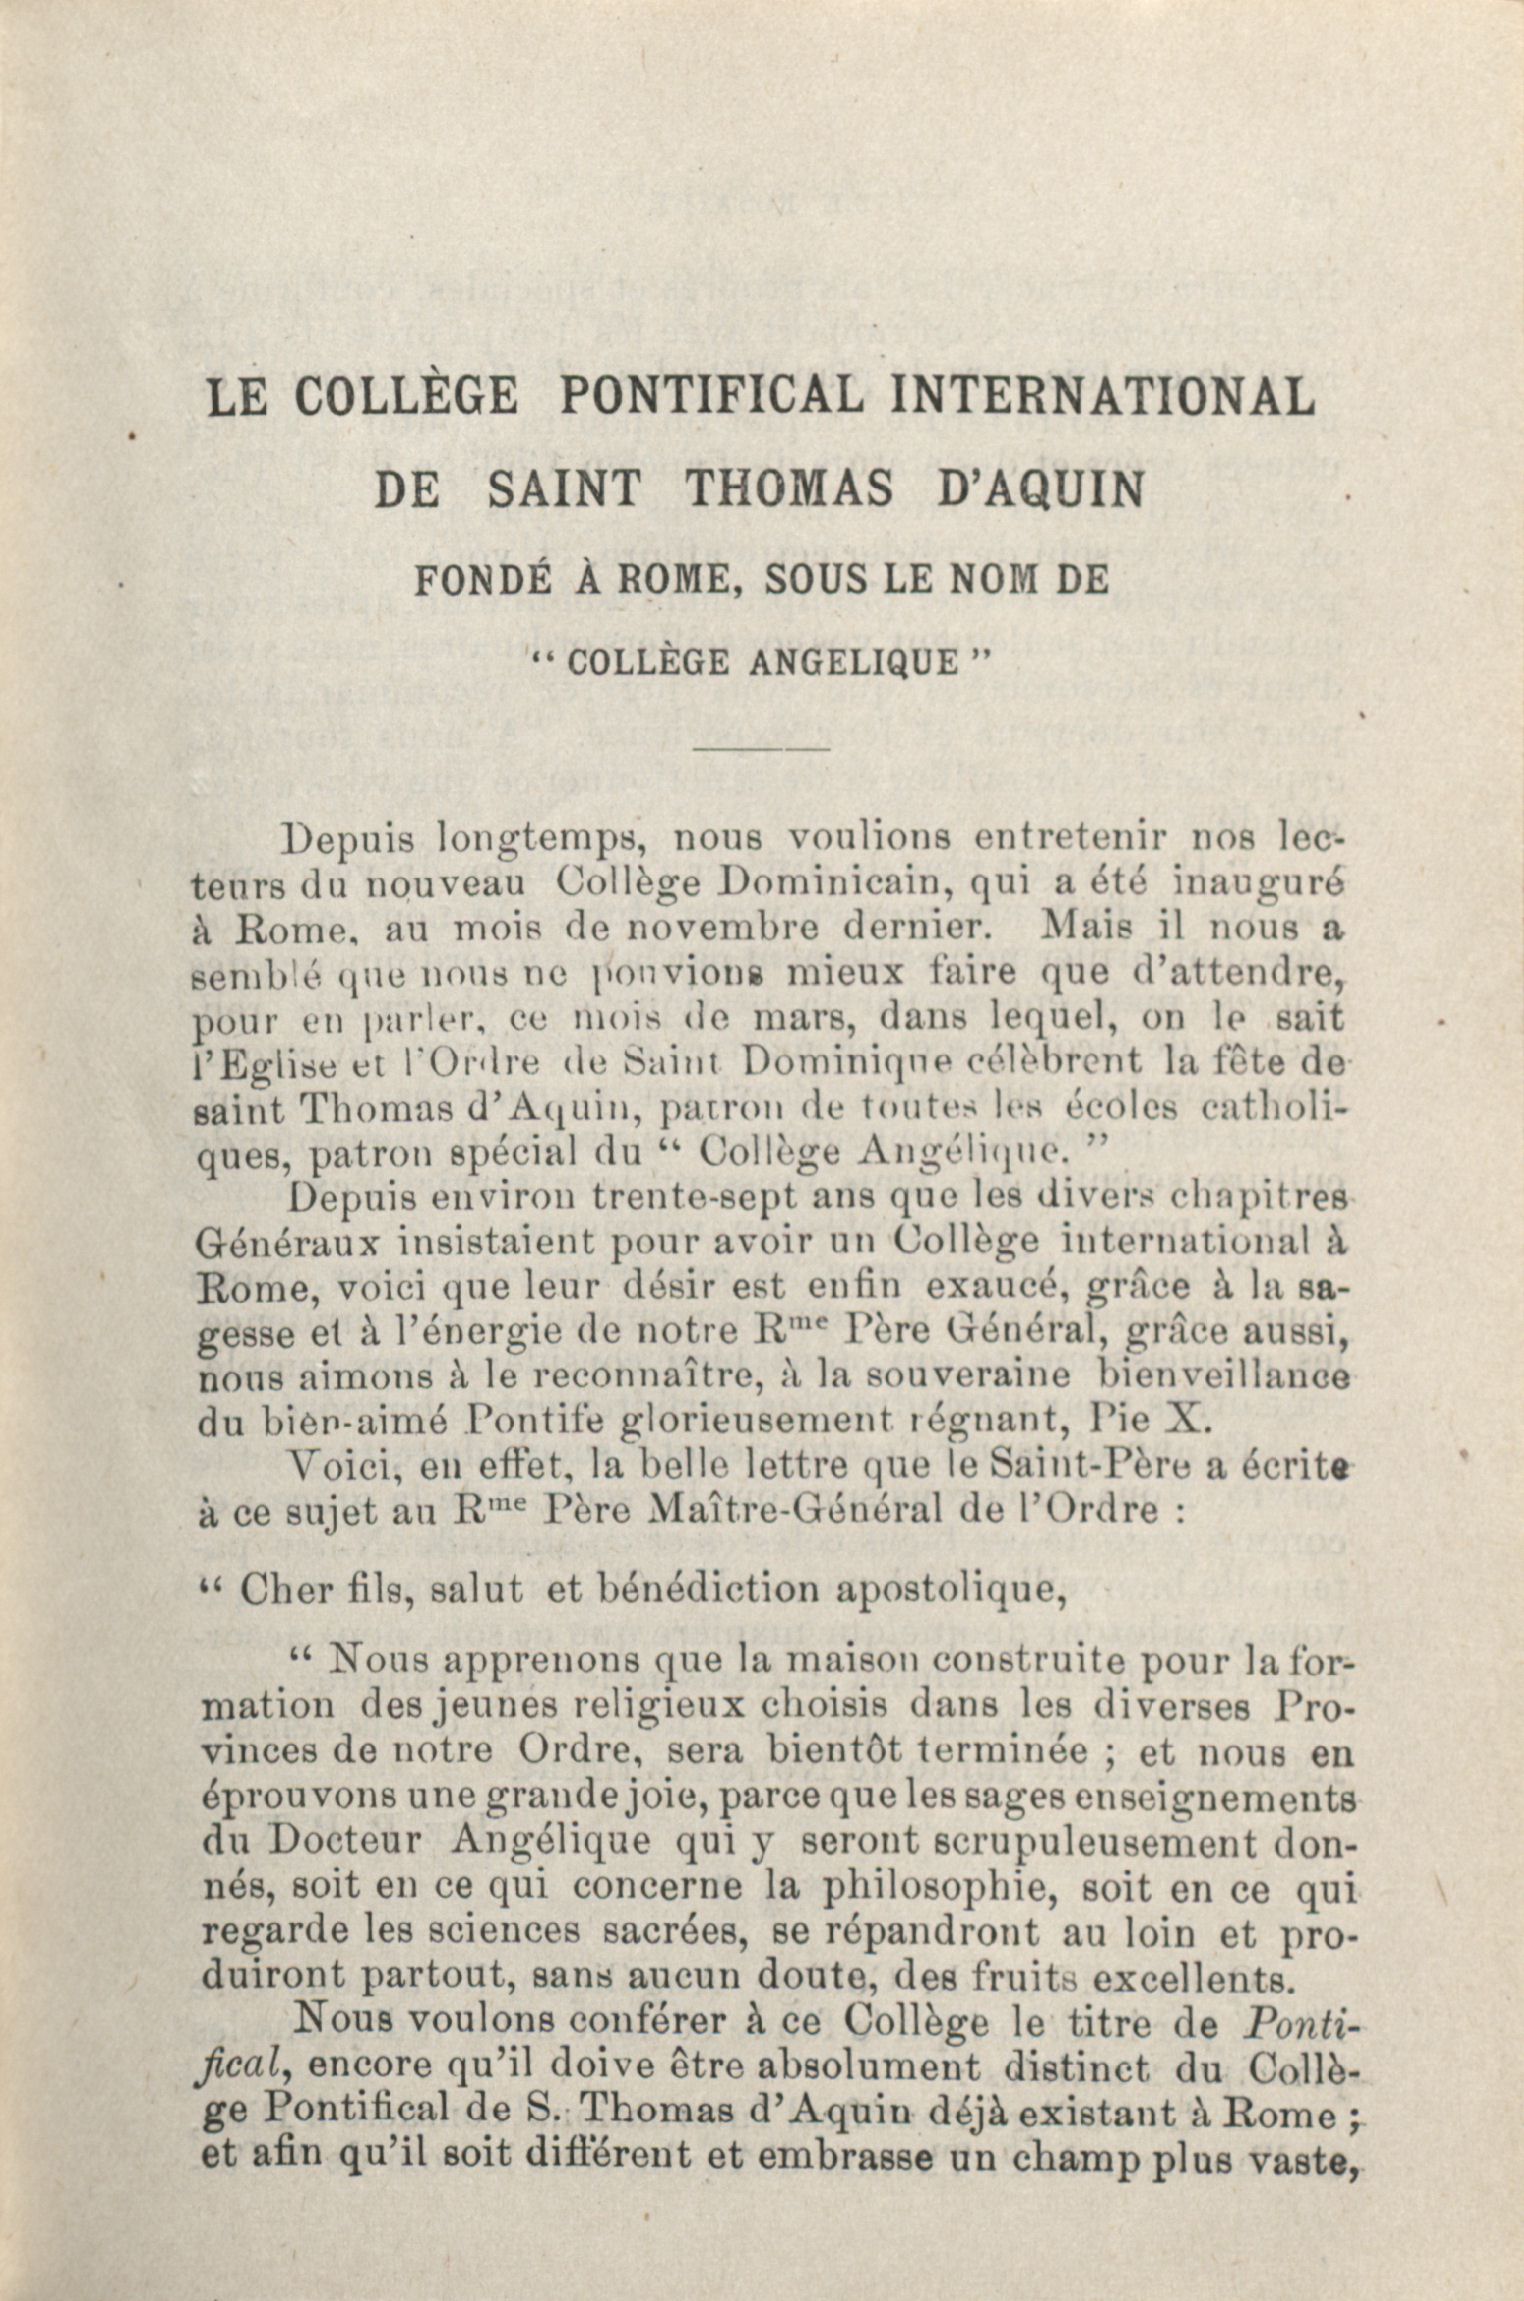 LE COLLÈGE PONTIFICAL INTERNATIONAL
DE SAINT THOMAS D'AQUIN
FONDÉ À ROME, SOUS LE NOM DE
“ COLLÈGE ANGELIQUE ”
Depuis longtemps, nous voulions entretenir nos lec-
teurs du nouveau Collège Dominicain, qui a été inauguré
à Rome, au mois de novembre dernier. Mais il nous a
semblé que nous ne pouvions mieux faire que d'attendre,
pour en parler, ce mois de mars, dans lequel, on le sait
l'Eglise et l'Ordre de Saint Dominique célèbrent la fête de
saint Thomas d'Aquin, patron de toutes les écoles catholi-
ques, patron spécial du “ Collège Angélique. ”
Depuis environ trente-sept ans que les divers chapitres
Généraux insistaient pour avoir un Collège international à
Rome, voici que leur désir est enfin exaucé, grâce à la sa-
gesse et à l'énergie de notre Rme Père Général, grâce aussi,
nous aimons à le reconnaître, à la souveraine bienveillance
du bien-aimé Pontife glorieusement régnant, Pie X.
Voici, en effet, la belle lettre que le Saint-Père a écrite
à ce sujet au Rme Père Maître-Général de l'Ordre :
“ Cher fils, salut et bénédiction apostolique,
“ Nous apprenons que la maison construite pour la for-
mation des jeunes religieux choisis dans les diverses Pro-
vinces de notre Ordre, sera bientôt terminée ; et nous en
éprouvons une grande joie, parce que les sages enseignements
du Docteur Angélique qui y seront scrupuleusement don-
nés, soit en ce qui concerne la philosophie, soit en ce qui
regarde les sciences sacrées, se répandront au loin et pro-
duiront partout, sans aucun doute, des fruits excellents.
Nous voulons conférer à ce Collège le titre de Ponti-
fical, encore qu'il doive être absolument distinct du Collè-
ge Pontifical de S. Thomas d'Aquin déjà existant à Rome ;
et afin qu'il soit différent et embrasse un champ plus vaste,